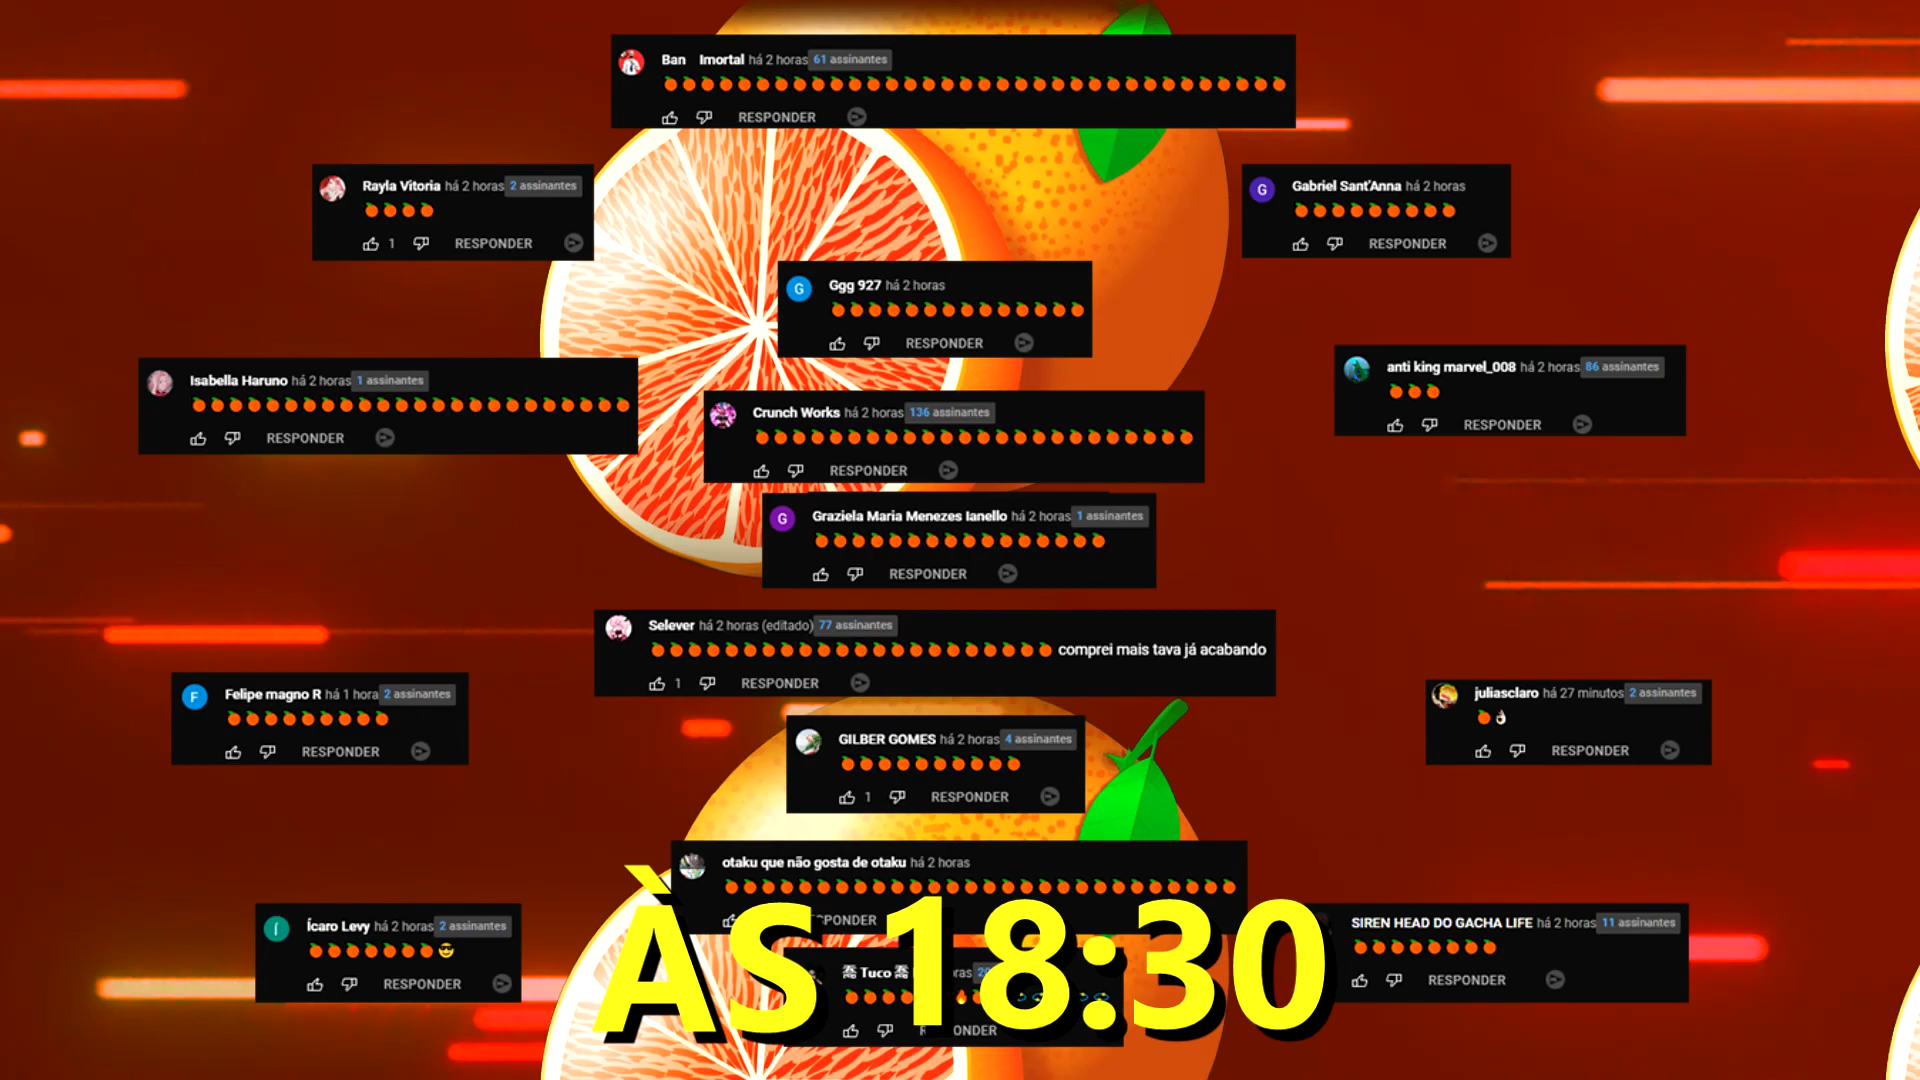 Ban Imortal há 2 horas 61 assinantes
🍊🍊🍊🍊🍊🍊🍊🍊🍊🍊🍊🍊🍊🍊🍊🍊🍊🍊🍊🍊🍊🍊🍊🍊🍊🍊🍊🍊🍊🍊🍊🍊🍊🍊
RESPONDER
Rayla Vitoria há 2 horas 2 assinantes
🍊🍊🍊🍊
1 RESPONDER
G Gabriel Sant'Anna há 2 horas
🍊🍊🍊🍊🍊🍊🍊🍊🍊
RESPONDER
G Ggg 927 há 2 horas
🍊🍊🍊🍊🍊🍊🍊🍊🍊🍊🍊🍊🍊🍊
RESPONDER
Isabella Haruno há 2 horas 1 assinantes
🍊🍊🍊🍊🍊🍊🍊🍊🍊🍊🍊🍊🍊🍊🍊🍊🍊🍊🍊🍊🍊🍊🍊🍊
RESPONDER
anti king marvel_008 há 2 horas 86 assinantes
🍊🍊🍊
RESPONDER
Crunch Works há 2 horas 136 assinantes
🍊🍊🍊🍊🍊🍊🍊🍊🍊🍊🍊🍊🍊🍊🍊🍊🍊🍊🍊🍊🍊🍊🍊🍊
RESPONDER
G Graziela Maria Menezes Ianello há 2 horas 1 assinantes
🍊🍊🍊🍊🍊🍊🍊🍊🍊🍊🍊🍊🍊🍊🍊🍊
RESPONDER
Selever há 2 horas (editado) 77 assinantes
🍊🍊🍊🍊🍊🍊🍊🍊🍊🍊🍊🍊🍊🍊🍊🍊🍊🍊🍊🍊🍊🍊 comprei mais tava já acabando
1 RESPONDER
F Felipe magno R há 1 hora 2 assinantes
🍊🍊🍊🍊🍊🍊🍊🍊🍊
RESPONDER
juliasclaro há 27 minutos 2 assinantes
🍊👌🏻
RESPONDER
GILBER GOMES há 2 horas 4 assinantes
🍊🍊🍊🍊🍊🍊🍊🍊🍊🍊
1 RESPONDER
otaku que não gosta de otaku há 2 horas
🍊🍊🍊🍊🍊🍊🍊🍊🍊🍊🍊🍊🍊🍊🍊🍊🍊🍊🍊🍊🍊🍊🍊🍊🍊🍊🍊🍊
Í Ícaro Levy há 2 horas 2 assinantes
🍊🍊🍊🍊🍊🍊🍊😎
RESPONDER
SIREN HEAD DO GACHA LIFE há 2 horas 11 assinantes
🍊🍊🍊🍊🍊🍊🍊🍊
RESPONDER
Tuco
ÀS 18:30